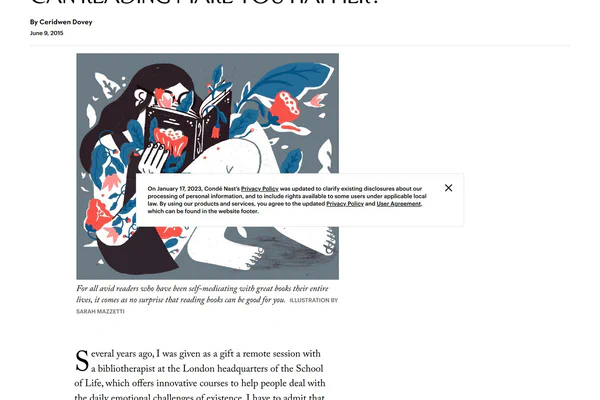 CAN READING MAKE YOU HAPPIER?
By Ceridwen Dovey
June 9, 2015
On January 17, 2023, Condé Nast's Privacy Policy was updated to clarify existing disclosures about our
processing of personal information, and to include rights available to some users under applicable local
law. By using our products and services, you agree to the updated Privacy Policy and User Agreement,
which can be found in the website footer.
For all avid readers who have been self-medicating with great books their entire
lives, it comes as no surprise that reading books can be good for you. ILLUSTRATION BY
SARAH MAZZETTI
Several years ago, I was given as a gift a remote session with
a bibliotherapist at the London headquarters of the School
of Life, which offers innovative courses to help people deal with
the daily emotional challenges of existence. I have to admit that